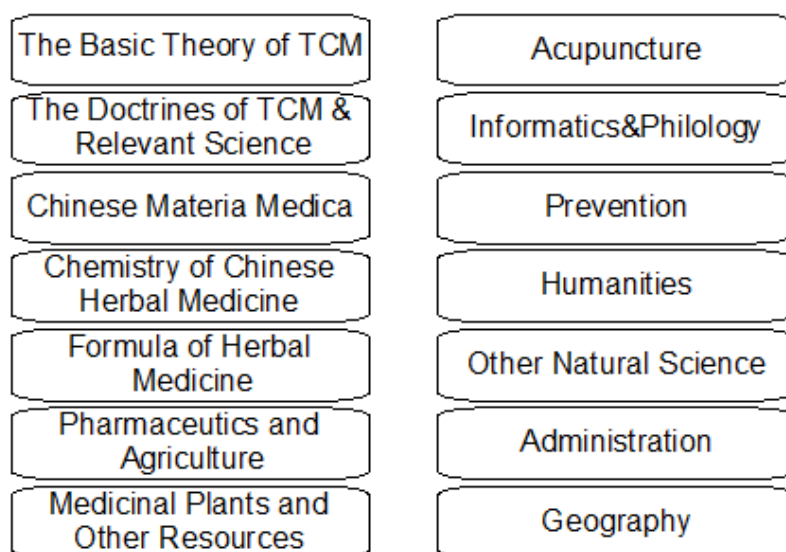 The Basic Theory of TCM
The Doctrines of TCM &
Relevant Science
Chinese Materia Medica
Chemistry of Chinese
Herbal Medicine
Formula of Herbal
Medicine
Pharmaceutics and
Agriculture
Medicinal Plants and
Other Resources
Acupuncture
Informatics&Philology
Prevention
Humanities
Other Natural Science
Administration
Geography